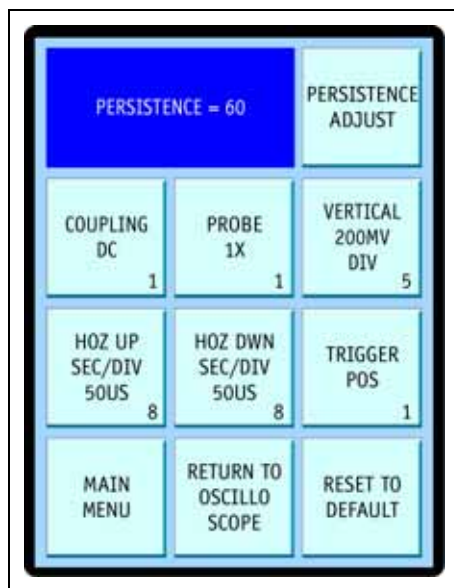 PERSISTENCE = 60
PERSISTENCE
ADJUST
COUPLING
DC
1
PROBE
1X
1
VERTICAL
200MV
DIV
5
HOZ UP
SEC/DIV
50US
8
HOZ DWN
SEC/DIV
50US
8
TRIGGER
POS
1
MAIN
MENU
RETURN TO
OSCILLO
SCOPE
RESET TO
DEFAULT